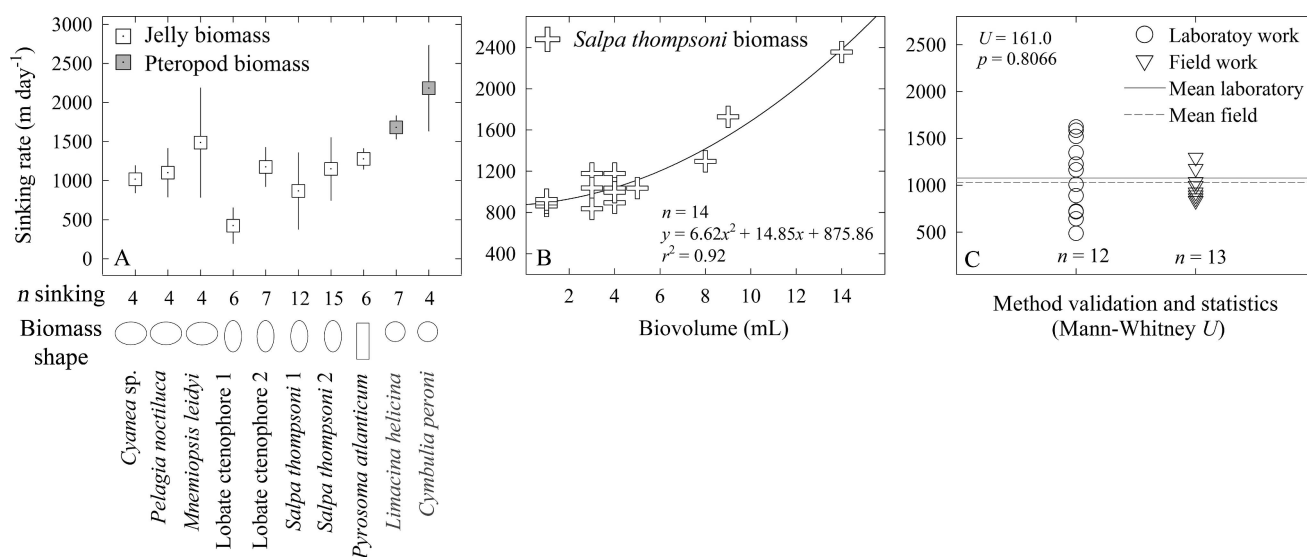 3000
2500
2000
1500
1000
500
0
Sinking rate (m day⁻¹)
Jelly biomass
Pteropod biomass
A
n sinking
4 4 4 6 7 12 15 6 7 4
Biomass
shape
Cyanea sp.
Pelagia noctiluca
Mnemiopsis leidyi
Lobate ctenophore 1
Lobate ctenophore 2
Salpa thompsoni 1
Salpa thompsoni 2
Pyrosoma atlanticum
Limacina helicina
Cymbulia peroni
Salpa thompsoni biomass
2400
2000
1600
1200
800
400
n = 14
y = 6.62x² + 14.85x + 875.86
r² = 0.92
B
2 4 6 8 10 12 14
Biovolume (mL)
2500
2000
1500
1000
500
U = 161.0
p = 0.8066
Laboratoy work
Field work
Mean laboratory
Mean field
C
n = 12
n = 13
Method validation and statistics
(Mann-Whitney U)